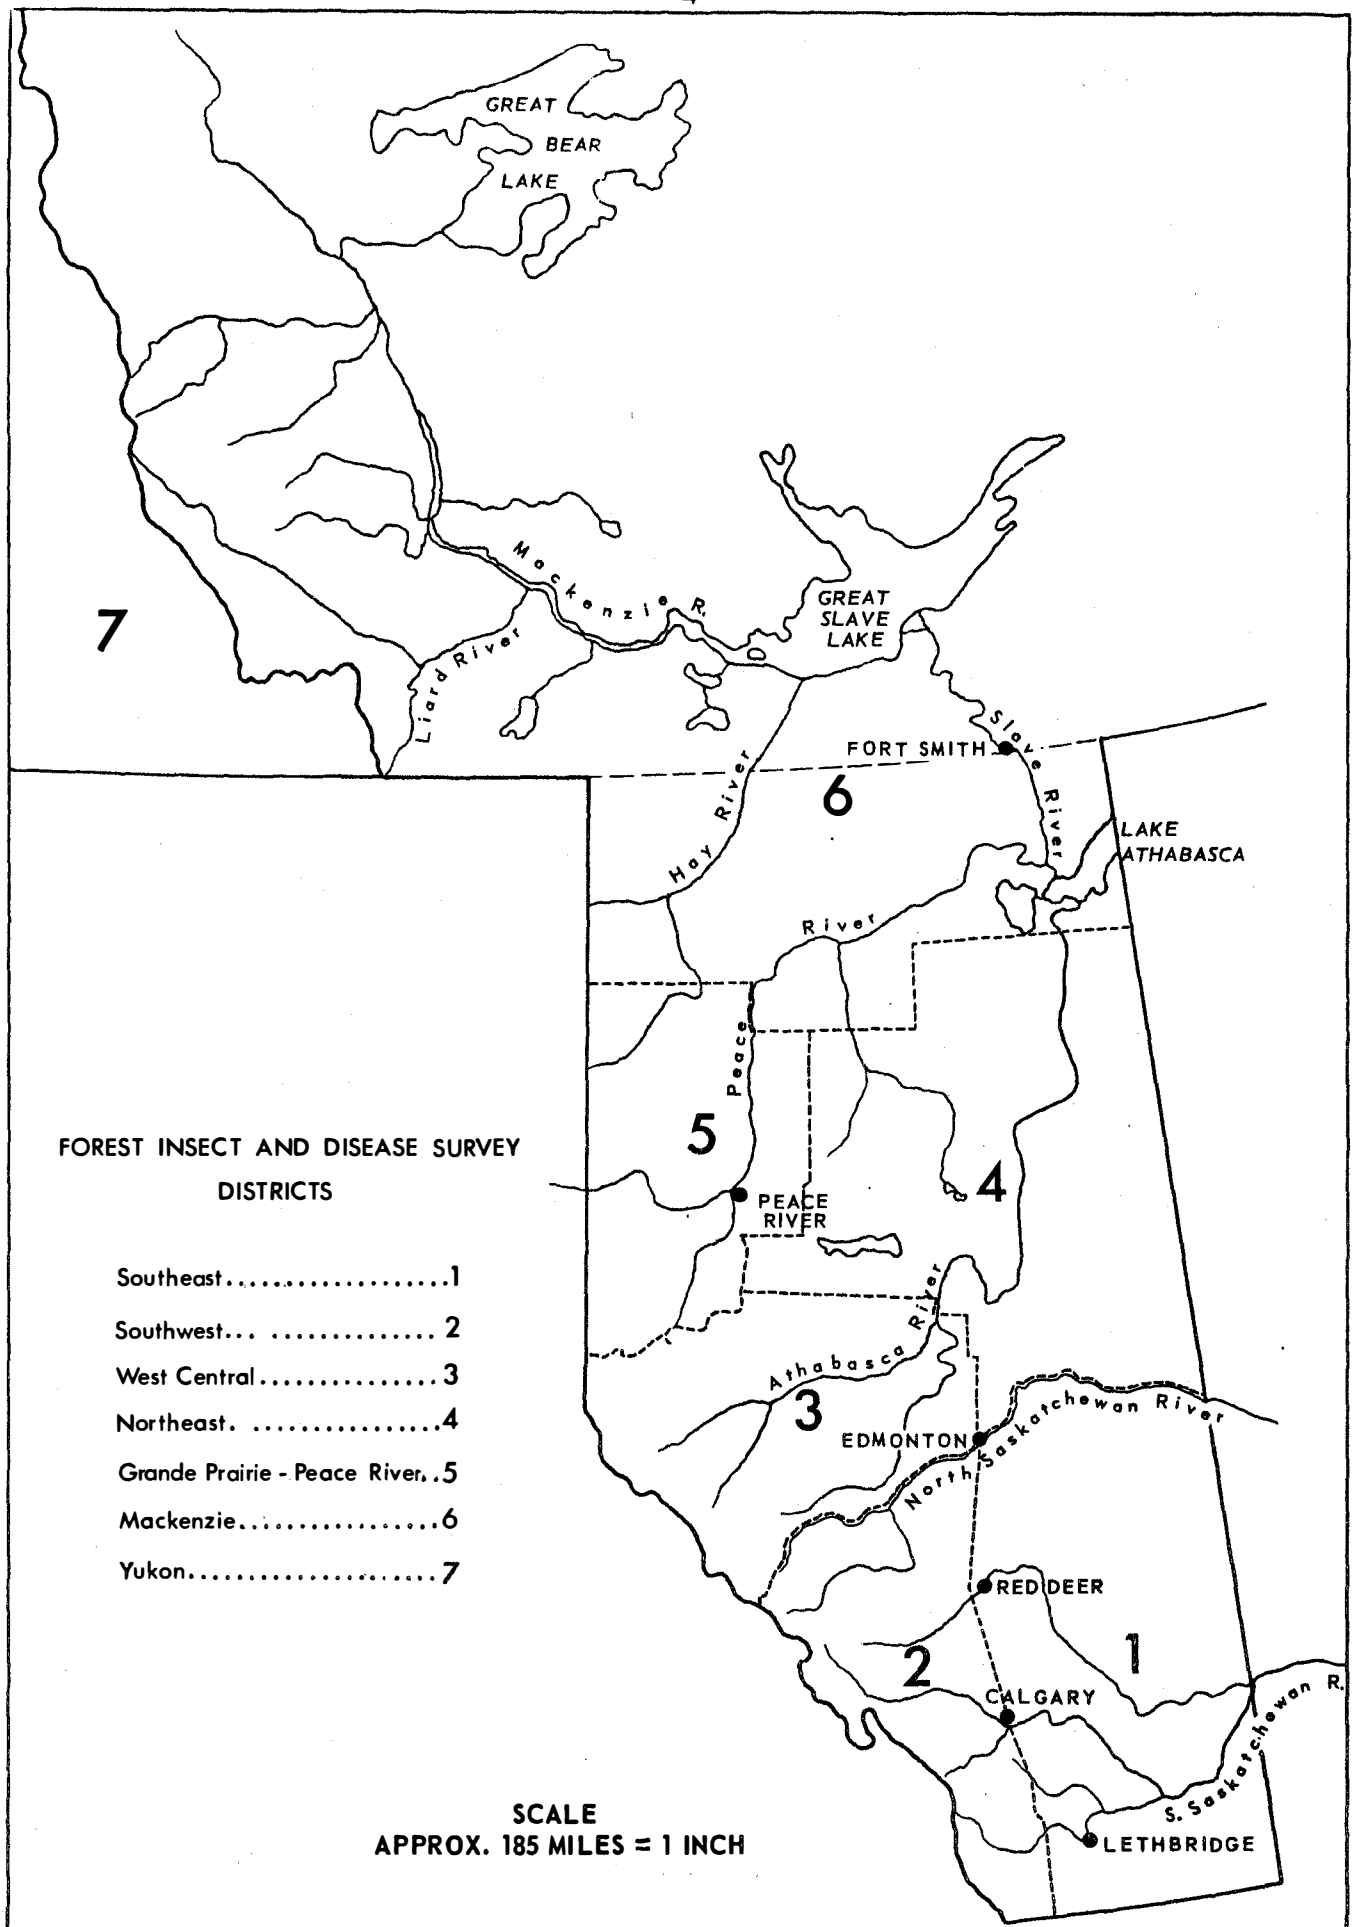 GREAT
BEAR
LAKE
Mackenzie R.
GREAT
SLAVE
LAKE
7
Liard River
Slave River
FORT SMITH
6
Hay River
LAKE
ATHABASCA
Peace River
5
4
PEACE
RIVER
FOREST INSECT AND DISEASE SURVEY
DISTRICTS
Southeast.....................1
Southwest... ............... 2
West Central...............3
Northeast. ................4
Grande Prairie - Peace River..5
Mackenzie..................6
Yukon......................7
Athabasca River
3
EDMONTON
North Saskatchewan River
RED DEER
2
1
CALGARY
S. Saskatchewan R.
LETHBRIDGE
SCALE
APPROX. 185 MILES = 1 INCH